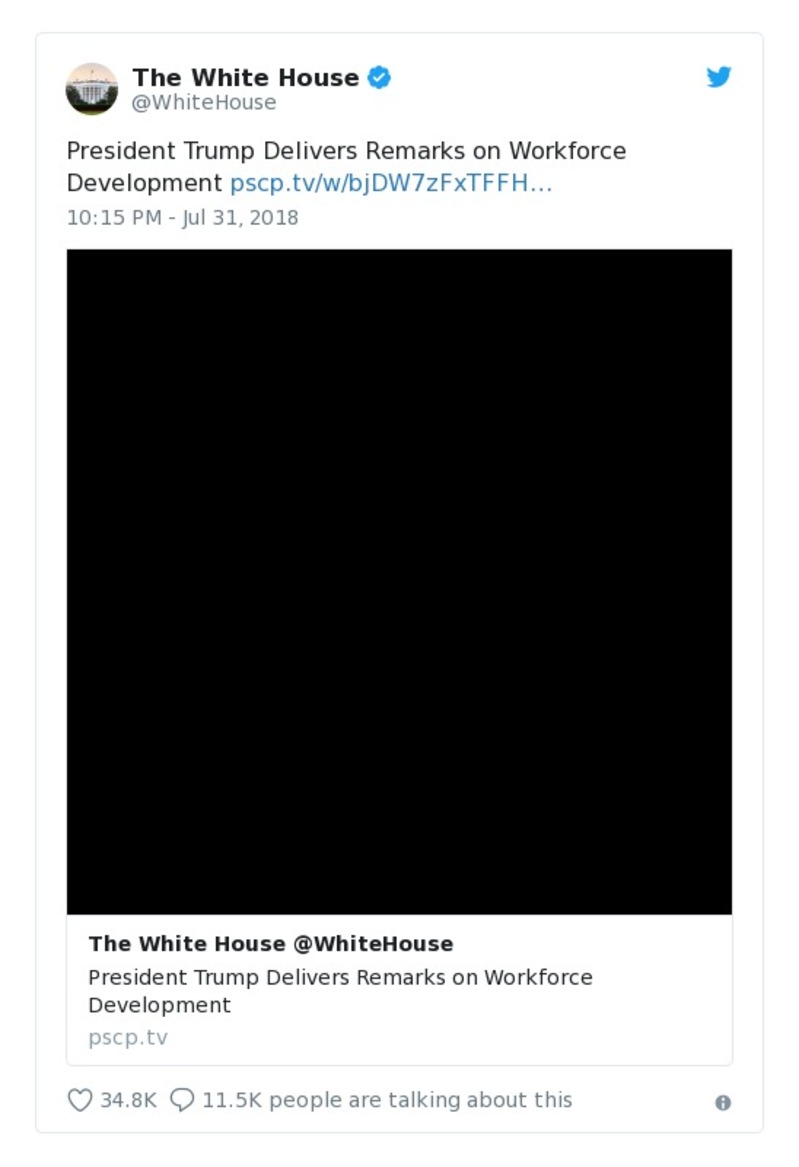 The White House
@WhiteHouse
President Trump Delivers Remarks on Workforce
Development pscp.tv/w/bjDW7zFxTFFH…
10:15 PM - Jul 31, 2018
The White House @WhiteHouse
President Trump Delivers Remarks on Workforce
Development
pscp.tv
34.8K 11.5K people are talking about this